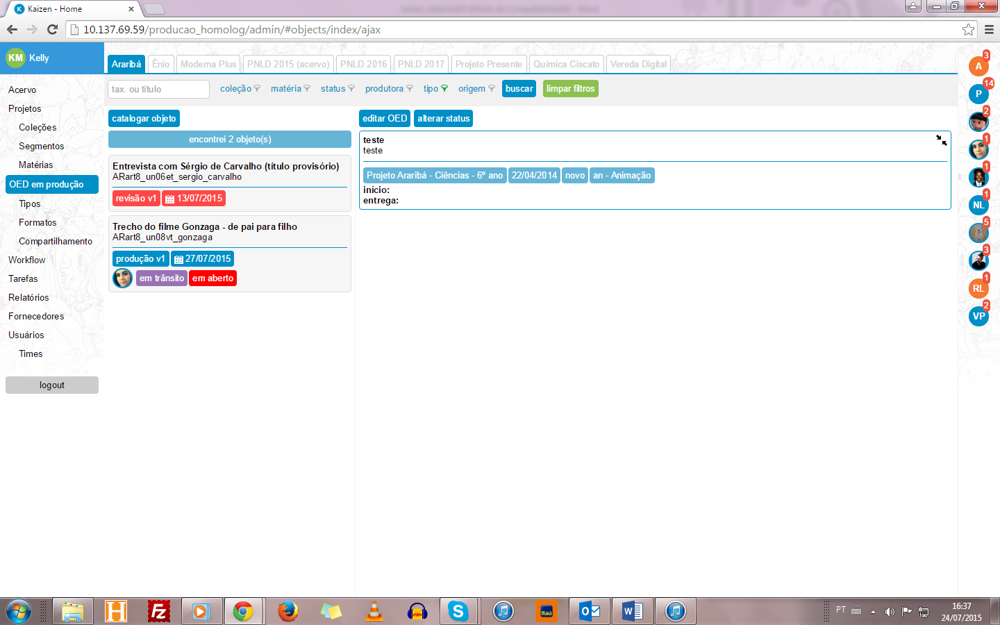 Kaizen - Home
10.137.69.59/producao_homolog/admin/#objects/index/ajax
KM Kelly
Acervo
Projetos
Coleções
Segmentos
Matérias
OED em produção
Tipos
Formatos
Compartilhamento
Workflow
Tarefas
Relatórios
Fornecedores
Usuários
Times
logout
Araribá Ênio Moderna Plus PNLD 2015 (acervo) PNLD 2016 PNLD 2017 Projeto Presente Química Ciscato Vereda Digital
tax. ou título coleção matéria status produtora tipo origem buscar limpar filtros
catalogar objeto
encontrei 2 objeto(s)
Entrevista com Sérgio de Carvalho (título provisório)
ARart8_un06et_sergio_carvalho
revisão v1 13/07/2015
Trecho do filme Gonzaga - de pai para filho
ARart8_un08vt_gonzaga
produção v1 27/07/2015
em trânsito em aberto
editar OED alterar status
teste
teste
Projeto Araribá - Ciências - 6º ano 22/04/2014 novo an - Animação
início:
entrega:
A 3
P 14
2
1
1
NL 1
5
3
RL 1
VP 2
Itaú
PT
16:37
24/07/2015